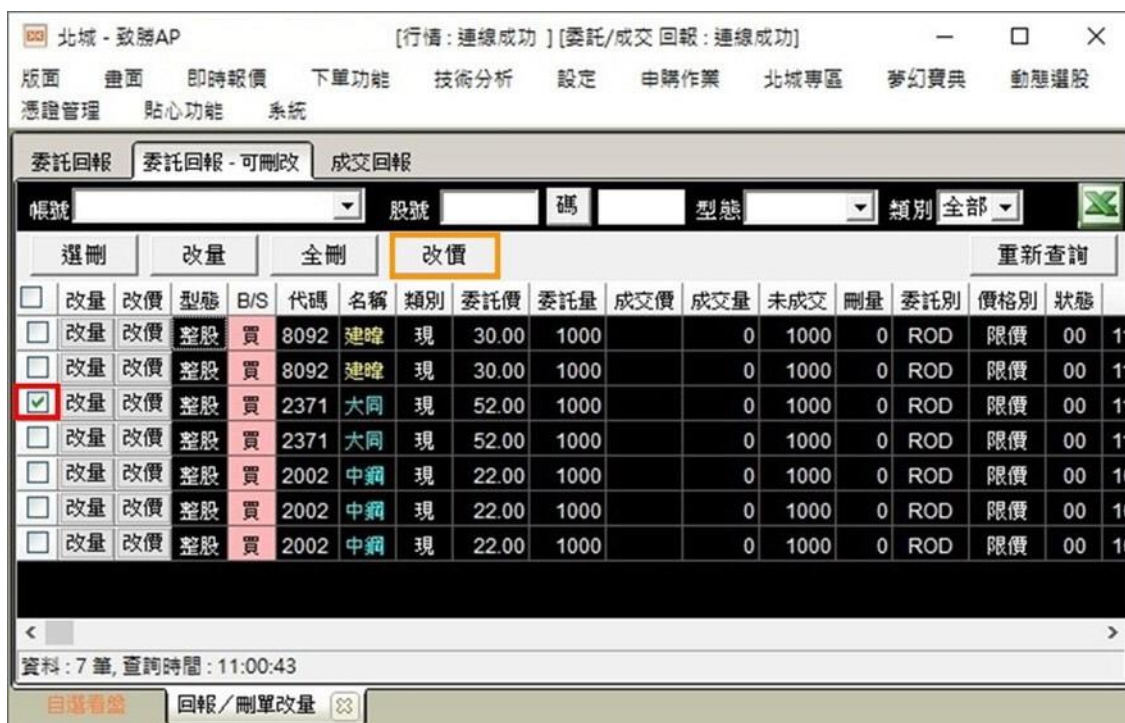 北城 - 致勝AP [行情 : 連線成功 ] [委託/成交 回報 : 連線成功]
版面 畫面 即時報價 下單功能 技術分析 設定 申購作業 北城專區 夢幻寶典 動態選股
憑證管理 貼心功能 系統
委託回報 委託回報 - 可刪改 成交回報
帳號 股號 碼 型態 類別 全部
選刪 改量 全刪 改價 重新查詢
改量 改價 型態 B/S 代碼 名稱 類別 委託價 委託量 成交價 成交量 未成交 刪量 委託別 價格別 狀態
改量 改價 整股 買 8092 建暐 現 30.00 1000 0 1000 0 ROD 限價 00 1
改量 改價 整股 買 8092 建暐 現 30.00 1000 0 1000 0 ROD 限價 00 1
改量 改價 整股 買 2371 大同 現 52.00 1000 0 1000 0 ROD 限價 00 1
改量 改價 整股 買 2371 大同 現 52.00 1000 0 1000 0 ROD 限價 00 1
改量 改價 整股 買 2002 中鋼 現 22.00 1000 0 1000 0 ROD 限價 00 1
改量 改價 整股 買 2002 中鋼 現 22.00 1000 0 1000 0 ROD 限價 00 1
改量 改價 整股 買 2002 中鋼 現 22.00 1000 0 1000 0 ROD 限價 00 1
資料 : 7 筆, 查詢時間 : 11:00:43
自選看盤 回報／刪單改量